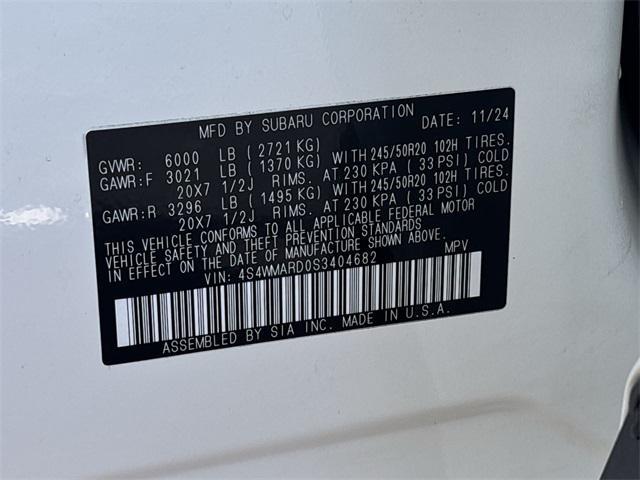 MFD BY SUBARU CORPORATION DATE: 11/24
GVWR: 6000 LB ( 2721 KG)
GAWR:F 3021 LB ( 1370 KG) WITH 245/50R20 102H TIRES.
20X7 1/2J RIMS. AT 230 KPA ( 33 PSI) COLD
GAWR:R 3296 LB ( 1495 KG) WITH 245/50R20 102H TIRES.
20X7 1/2J RIMS. AT 230 KPA ( 33 PSI) COLD
THIS VEHICLE CONFORMS TO ALL APPLICABLE FEDERAL MOTOR
VEHICLE SAFETY AND THEFT PREVENTION STANDARDS
IN EFFECT ON THE DATE OF MANUFACTURE SHOWN ABOVE.
VIN: 4S4WMARD0S3404682 MPV
ASSEMBLED BY SIA INC. MADE IN U.S.A.